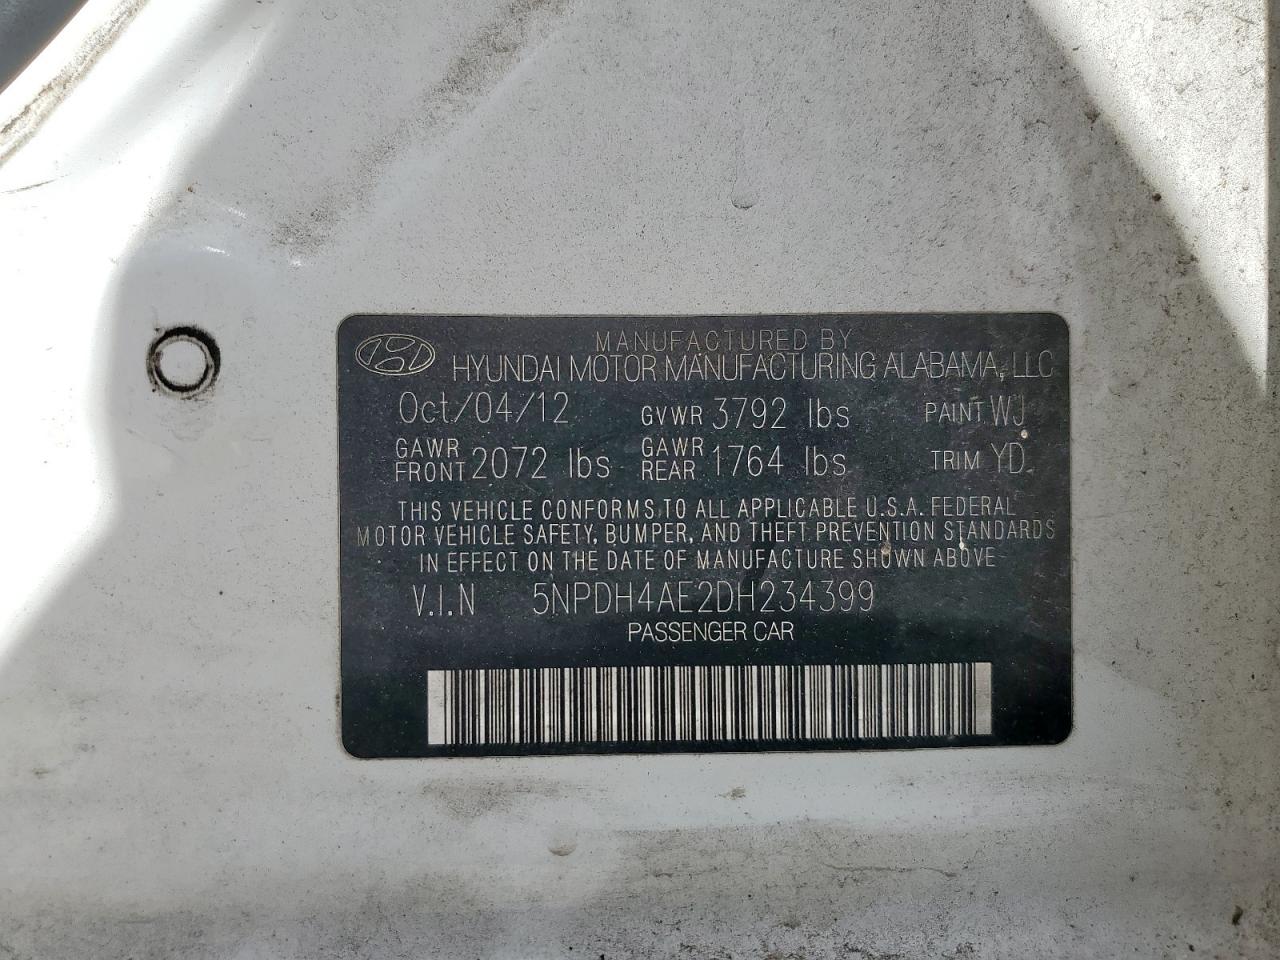 MANUFACTURED BY
HYUNDAI MOTOR MANUFACTURING ALABAMA, LLC
Oct/04/12 GVWR 3792 lbs PAINT WJ
GAWR FRONT 2072 lbs GAWR REAR 1764 lbs TRIM YD
THIS VEHICLE CONFORMS TO ALL APPLICABLE U.S.A. FEDERAL
MOTOR VEHICLE SAFETY, BUMPER, AND THEFT PREVENTION STANDARDS
IN EFFECT ON THE DATE OF MANUFACTURE SHOWN ABOVE
V.I.N 5NPDH4AE2DH234399
PASSENGER CAR